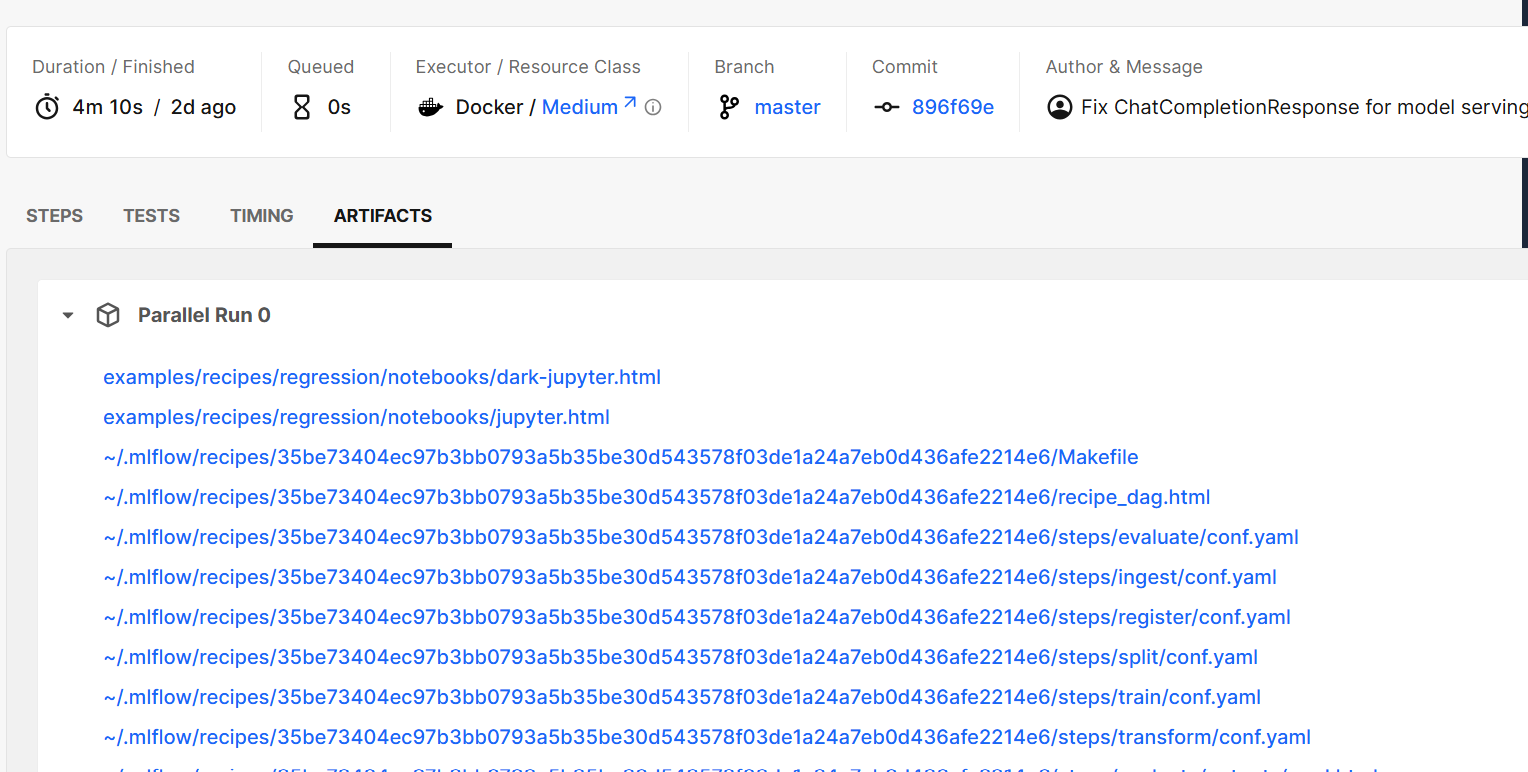 Duration / Finished Queued Executor / Resource Class Branch Commit Author & Message
4m 10s / 2d ago 0s Docker / Medium master 896f69e Fix ChatCompletionResponse for model serving
STEPS TESTS TIMING ARTIFACTS
Parallel Run 0
examples/recipes/regression/notebooks/dark-jupyter.html
examples/recipes/regression/notebooks/jupyter.html
~/.mlflow/recipes/35be73404ec97b3bb0793a5b35be30d543578f03de1a24a7eb0d436afe2214e6/Makefile
~/.mlflow/recipes/35be73404ec97b3bb0793a5b35be30d543578f03de1a24a7eb0d436afe2214e6/recipe_dag.html
~/.mlflow/recipes/35be73404ec97b3bb0793a5b35be30d543578f03de1a24a7eb0d436afe2214e6/steps/evaluate/conf.yaml
~/.mlflow/recipes/35be73404ec97b3bb0793a5b35be30d543578f03de1a24a7eb0d436afe2214e6/steps/ingest/conf.yaml
~/.mlflow/recipes/35be73404ec97b3bb0793a5b35be30d543578f03de1a24a7eb0d436afe2214e6/steps/register/conf.yaml
~/.mlflow/recipes/35be73404ec97b3bb0793a5b35be30d543578f03de1a24a7eb0d436afe2214e6/steps/split/conf.yaml
~/.mlflow/recipes/35be73404ec97b3bb0793a5b35be30d543578f03de1a24a7eb0d436afe2214e6/steps/train/conf.yaml
~/.mlflow/recipes/35be73404ec97b3bb0793a5b35be30d543578f03de1a24a7eb0d436afe2214e6/steps/transform/conf.yaml